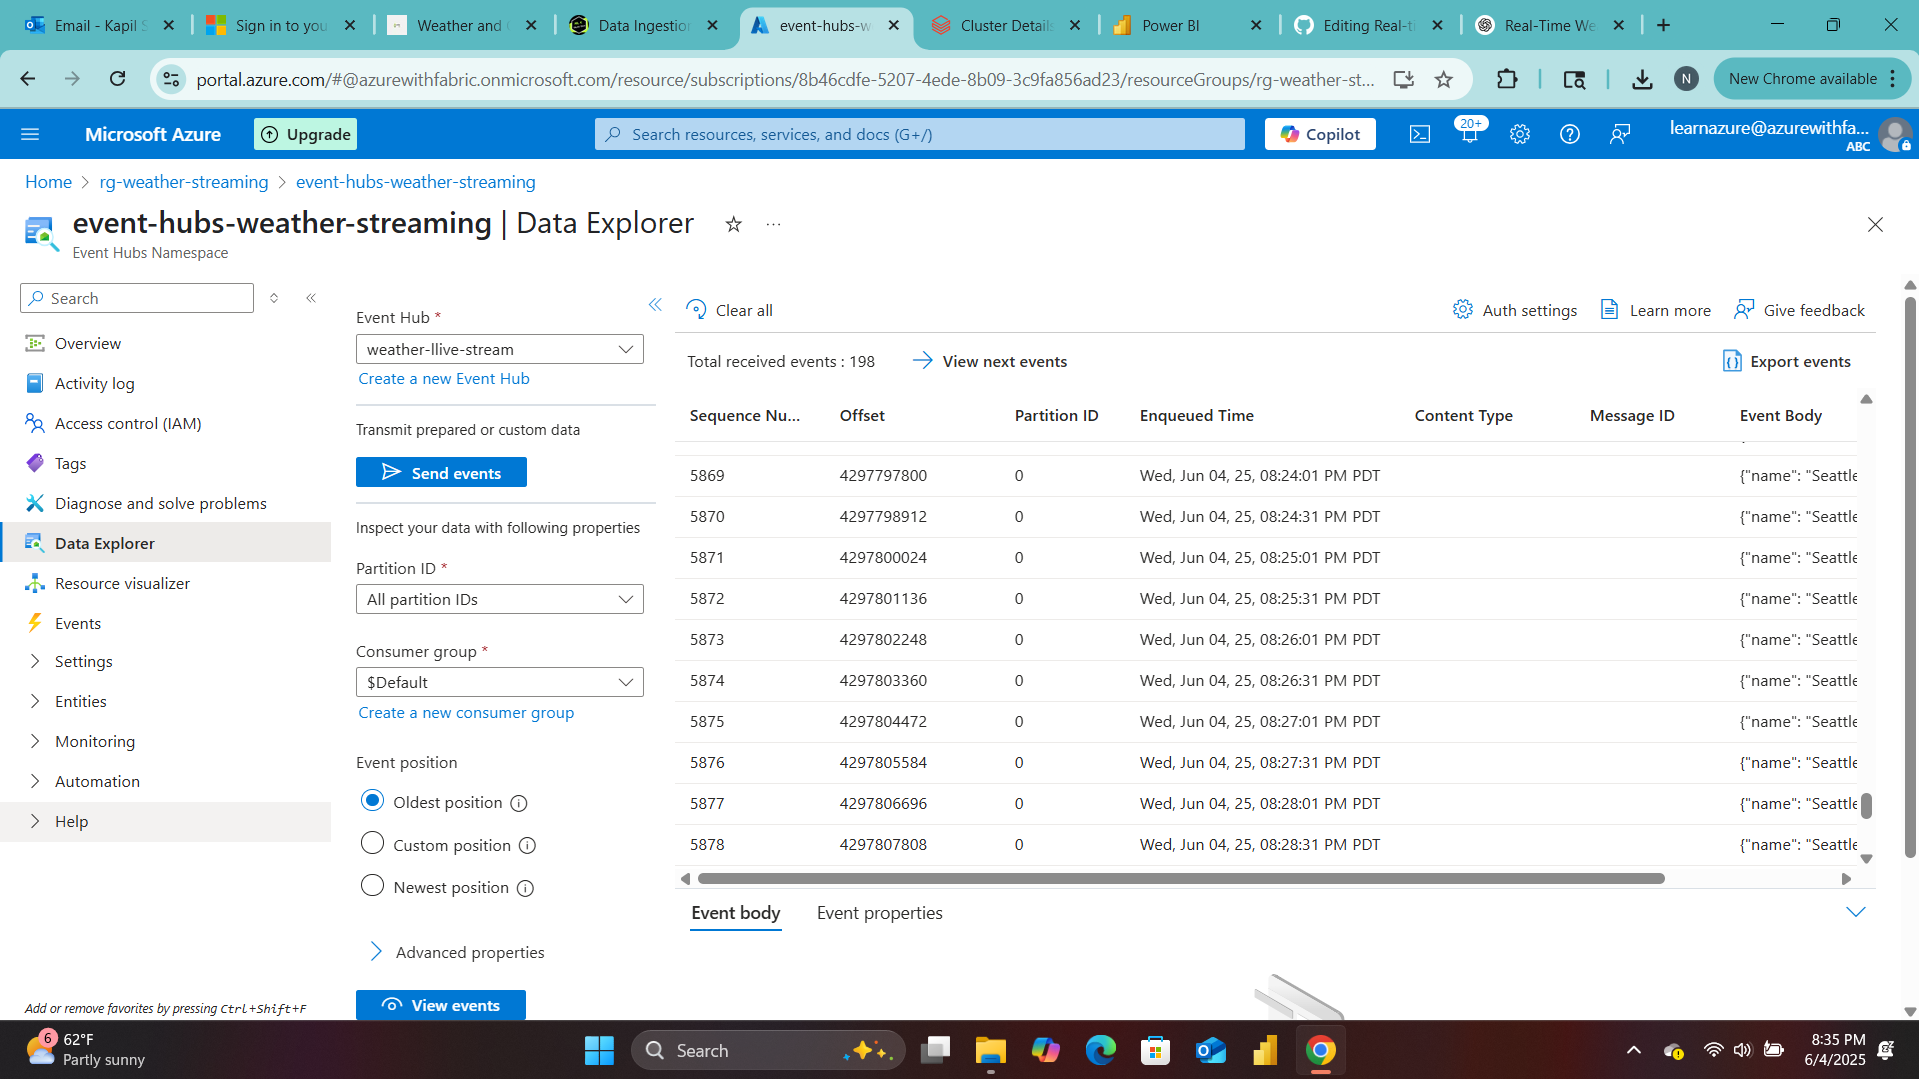 Email - Kapil S
Sign in to you
Weather and
Data Ingestion
event-hubs-w
Cluster Details
Power BI
Editing Real-ti
Real-Time We
portal.azure.com/#@azurewithfabric.onmicrosoft.com/resource/subscriptions/8b46cdfe-5207-4ede-8b09-3c9fa856ad23/resourceGroups/rg-weather-st...
N
New Chrome available
Microsoft Azure
Upgrade
Search resources, services, and docs (G+/)
Copilot
20+
learnazure@azurewithfa...
ABC
Home > rg-weather-streaming > event-hubs-weather-streaming
event-hubs-weather-streaming | Data Explorer
Event Hubs Namespace
Search
Overview
Activity log
Access control (IAM)
Tags
Diagnose and solve problems
Data Explorer
Resource visualizer
Events
Settings
Entities
Monitoring
Automation
Help
Add or remove favorites by pressing Ctrl+Shift+F
Event Hub *
weather-llive-stream
Create a new Event Hub
Transmit prepared or custom data
Send events
Inspect your data with following properties
Partition ID *
All partition IDs
Consumer group *
$Default
Create a new consumer group
Event position
Oldest position
Custom position
Newest position
Advanced properties
View events
Clear all
Auth settings
Learn more
Give feedback
Total received events : 198
View next events
Export events
Sequence Nu... Offset Partition ID Enqueued Time Content Type Message ID Event Body
5869 4297797800 0 Wed, Jun 04, 25, 08:24:01 PM PDT {"name": "Seattle
5870 4297798912 0 Wed, Jun 04, 25, 08:24:31 PM PDT {"name": "Seattle
5871 4297800024 0 Wed, Jun 04, 25, 08:25:01 PM PDT {"name": "Seattle
5872 4297801136 0 Wed, Jun 04, 25, 08:25:31 PM PDT {"name": "Seattle
5873 4297802248 0 Wed, Jun 04, 25, 08:26:01 PM PDT {"name": "Seattle
5874 4297803360 0 Wed, Jun 04, 25, 08:26:31 PM PDT {"name": "Seattle
5875 4297804472 0 Wed, Jun 04, 25, 08:27:01 PM PDT {"name": "Seattle
5876 4297805584 0 Wed, Jun 04, 25, 08:27:31 PM PDT {"name": "Seattle
5877 4297806696 0 Wed, Jun 04, 25, 08:28:01 PM PDT {"name": "Seattle
5878 4297807808 0 Wed, Jun 04, 25, 08:28:31 PM PDT {"name": "Seattle
Event body
Event properties
6
62°F
Partly sunny
Search
8:35 PM
6/4/2025